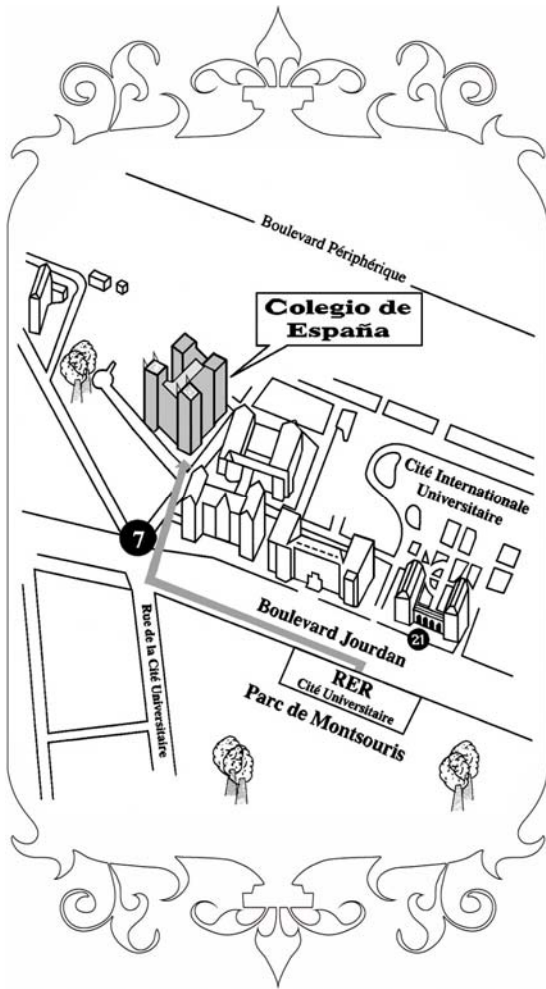 Boulevard Périphérique
Colegio de
España
Cité Internationale
Universitaire
7
Boulevard Jourdan
21
Rue de la Cité Universitaire
RER
Cité Universitaire
Parc de Montsouris